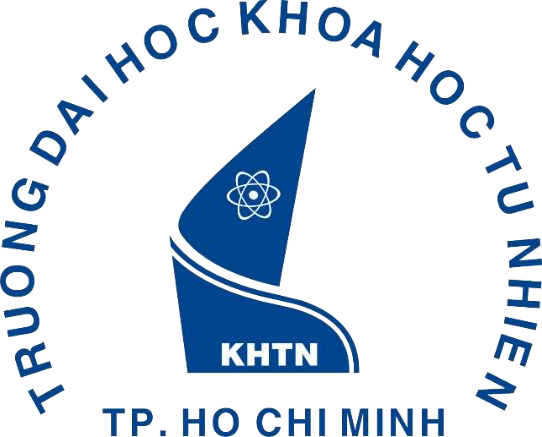 TRUONG DAI HOC KHOA HOC TU NHIEN
KHTN
TP. HO CHI MINH